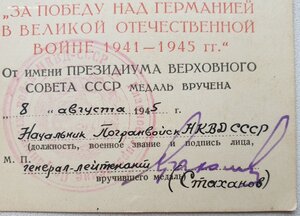 „ЗА ПОБЕДУ НАД ГЕРМАНИЕЙ
В ВЕЛИКОЙ ОТЕЧЕСТВЕННОЙ
ВОЙНЕ 1941—1945 гг.“
От имени ПРЕЗИДИУМА ВЕРХОВНОГО
СОВЕТА СССР МЕДАЛЬ ВРУЧЕНА
„ 8 „ августа 1945 г.
Начальник Погранвойск НКВД СССР
(должность, военное звание и подпись лица,
М. П. генерал-лейтенант
вручившего медаль)
(Стаханов)